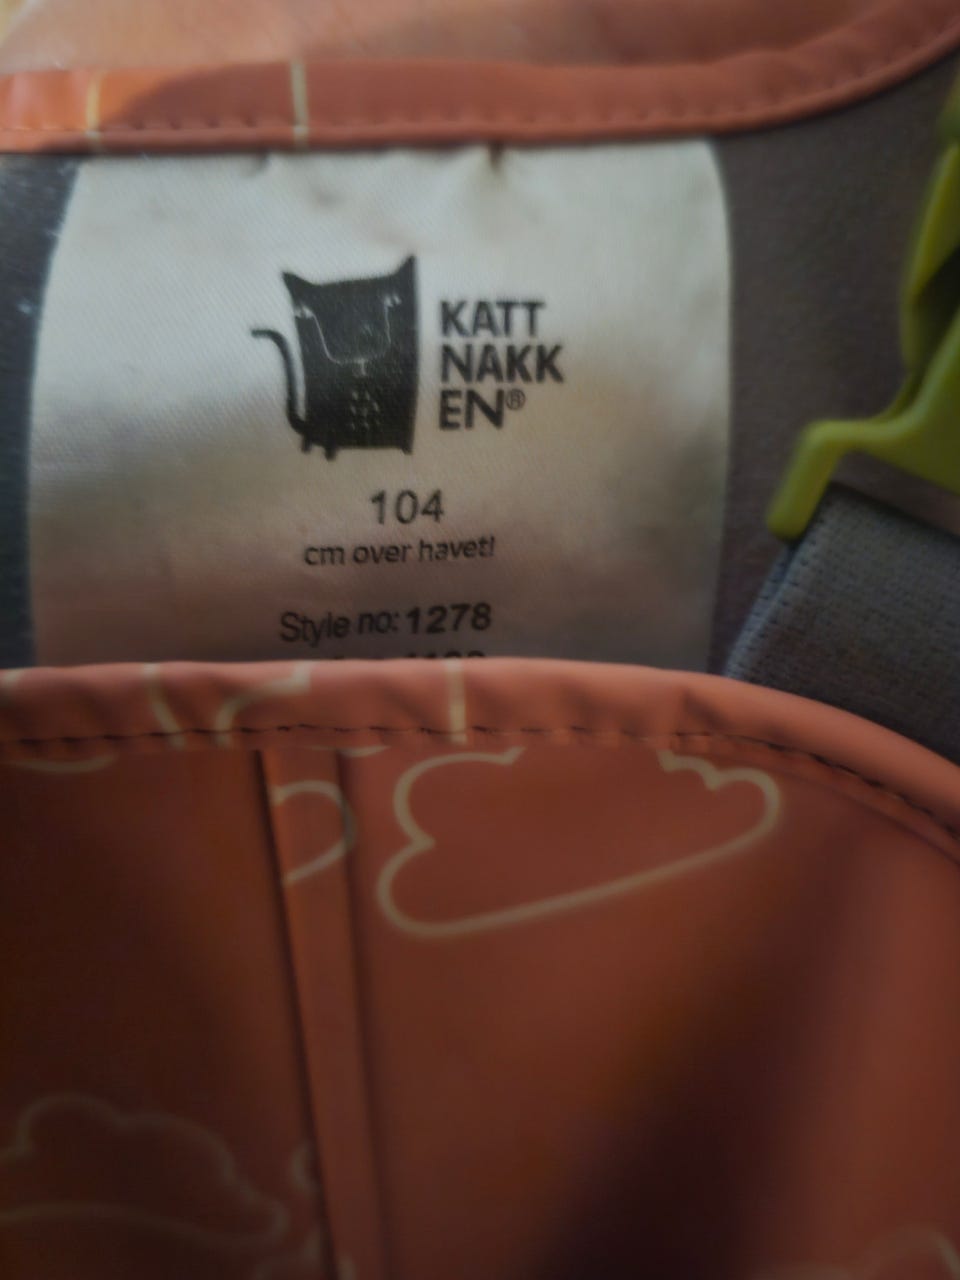 KATT
NAKK
EN®
104
cm over havet!
Style no: 1278